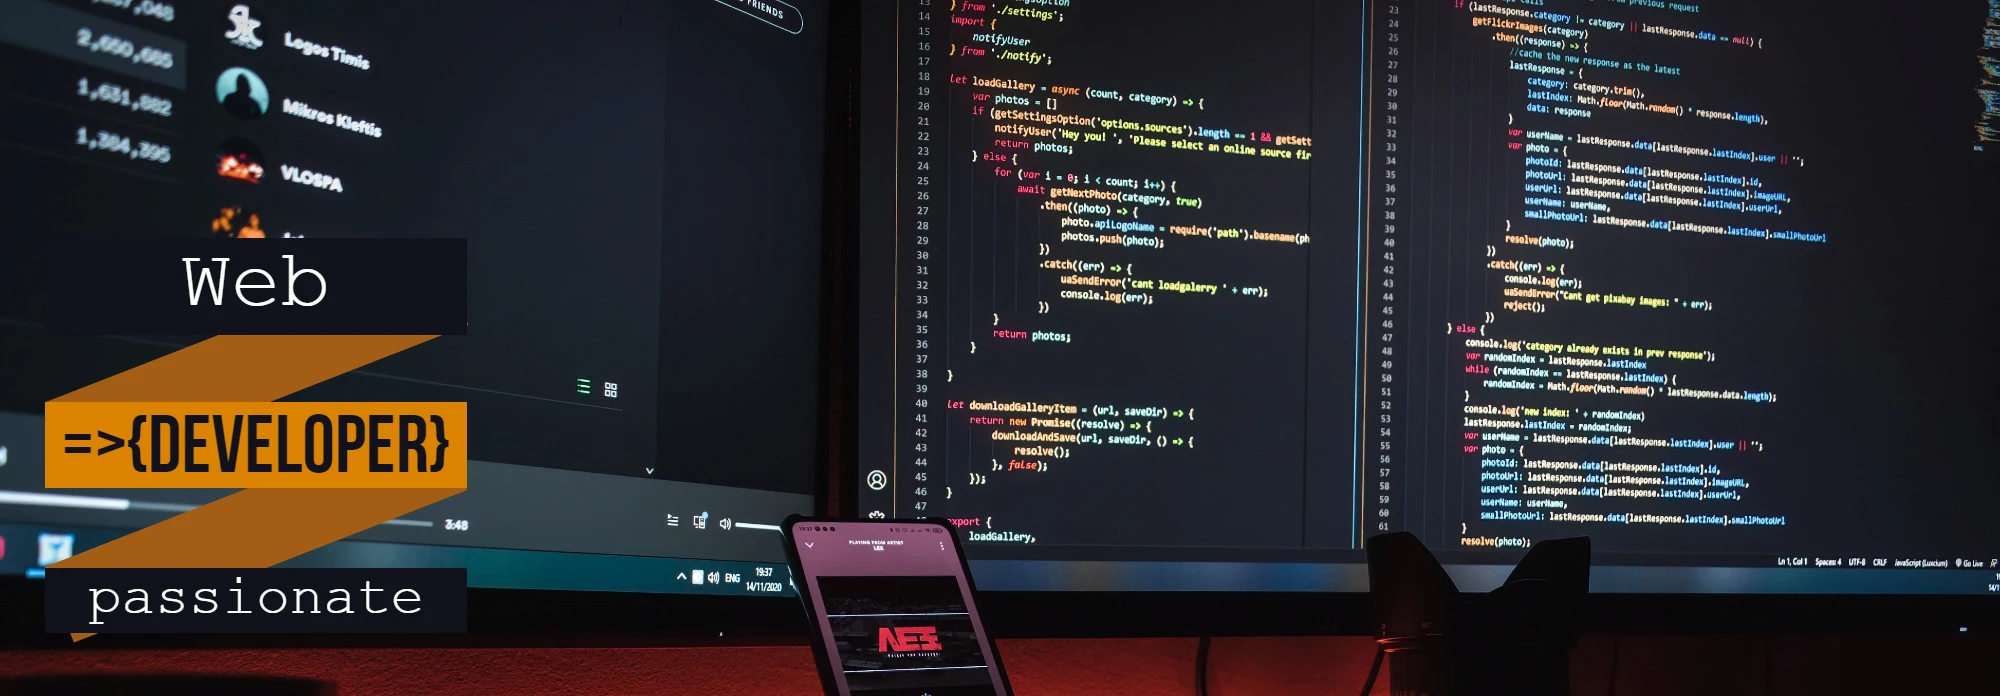 2,660,685
1,631,882
1,384,395
Logos Timis
Mikros Kleftis
VLOSPA
FRIENDS
Web
=>{DEVELOPER}
passionate
3:48
ENG
19:37
14/11/2020
19:37
PLAYING FROM ARTIST
LEX
14 } from './settings';
15 import {
16 notifyUser
17 } from './notify';
18
19 let loadGallery = async (count, category) => {
20 var photos = []
21 if (getSettingsOption('options.sources').length == 1 && getSett
22 notifyUser('Hey you! ', 'Please select an online source fir
23 return photos;
24 } else {
25 for (var i = 0; i < count; i++) {
26 await getNextPhoto(category, true)
27 .then((photo) => {
28 photo.apiLogoName = require('path').basename(ph
29 photos.push(photo);
30 })
31 .catch((err) => {
32 uaSendError('cant loadgalerry ' + err);
33 console.log(err);
34 })
35 }
36 return photos;
37 }
38 }
39
40 let downloadGalleryItem = (url, saveDir) => {
41 return new Promise((resolve) => {
42 downloadAndSave(url, saveDir, () => {
43 resolve();
44 }, false);
45 });
46 }
47
export {
loadGallery,
previous request
23 if (lastResponse.category != category || lastResponse.data == null) {
24 getFlickrImages(category)
25 .then((response) => {
26 //cache the new response as the latest
27 lastResponse = {
28 category: category.trim(),
29 lastIndex: Math.floor(Math.random() * response.length),
30 data: response
31 }
32 var userName = lastResponse.data[lastResponse.lastIndex].user || '';
33 var photo = {
34 photoId: lastResponse.data[lastResponse.lastIndex].id,
35 photoUrl: lastResponse.data[lastResponse.lastIndex].imageURL,
36 userUrl: lastResponse.data[lastResponse.lastIndex].userUrl,
37 userName: userName,
38 smallPhotoUrl: lastResponse.data[lastResponse.lastIndex].smallPhotoUrl
39 }
40 resolve(photo);
41 })
42 .catch((err) => {
43 console.log(err);
44 uaSendError("Cant get pixabay images: " + err);
45 reject();
46 })
47 } else {
48 console.log('category already exists in prev response');
49 var randomIndex = lastResponse.lastIndex
50 while (randomIndex == lastResponse.lastIndex) {
51 randomIndex = Math.floor(Math.random() * lastResponse.data.length);
52 }
53 console.log('new index: ' + randomIndex)
54 lastResponse.lastIndex = randomIndex;
55 var userName = lastResponse.data[lastResponse.lastIndex].user || '';
56 var photo = {
57 photoId: lastResponse.data[lastResponse.lastIndex].id,
58 photoUrl: lastResponse.data[lastResponse.lastIndex].imageURL,
59 userUrl: lastResponse.data[lastResponse.lastIndex].userUrl,
60 userName: userName,
61 smallPhotoUrl: lastResponse.data[lastResponse.lastIndex].smallPhotoUrl
}
resolve(photo);
Ln 1, Col 1 Spaces: 4 UTF-8 CRLF JavaScript (Luxcium) Go Live